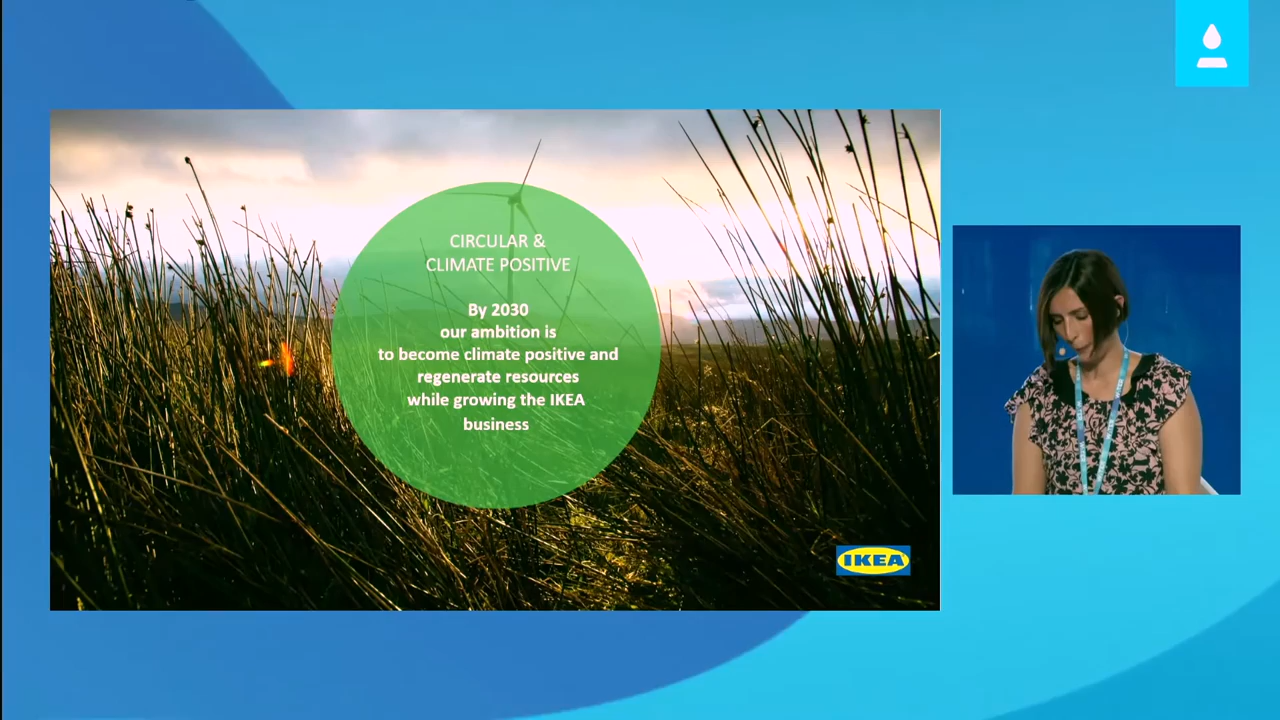 CIRCULAR &
CLIMATE POSITIVE
By 2030
our ambition is
to become climate positive and
regenerate resources
while growing the IKEA
business
IKEA